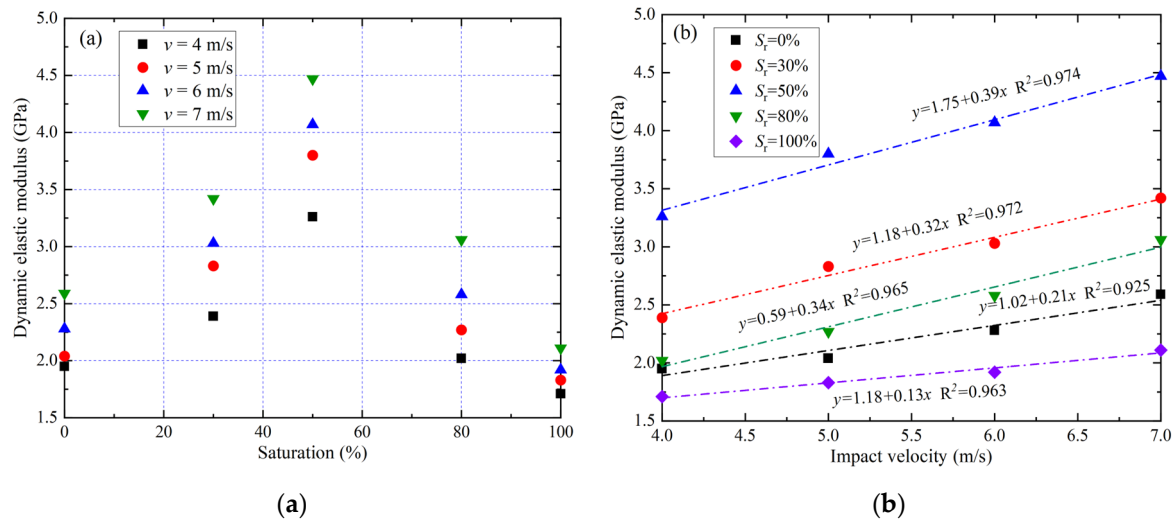 (a)
v = 4 m/s
v = 5 m/s
v = 6 m/s
v = 7 m/s
5.0
4.5
4.0
3.5
3.0
2.5
2.0
1.5
0
20
40
60
80
100
Dynamic elastic modulus (GPa)
Saturation (%)
(a)
(b)
Sr=0%
Sr=30%
Sr=50%
Sr=80%
Sr=100%
y=1.75+0.39x R²=0.974
y=1.18+0.32x R²=0.972
y=0.59+0.34x R²=0.965
y=1.02+0.21x R²=0.925
y=1.18+0.13x R²=0.963
5.0
4.5
4.0
3.5
3.0
2.5
2.0
1.5
4.0
4.5
5.0
5.5
6.0
6.5
7.0
Dynamic elastic modulus (GPa)
Impact velocity (m/s)
(b)